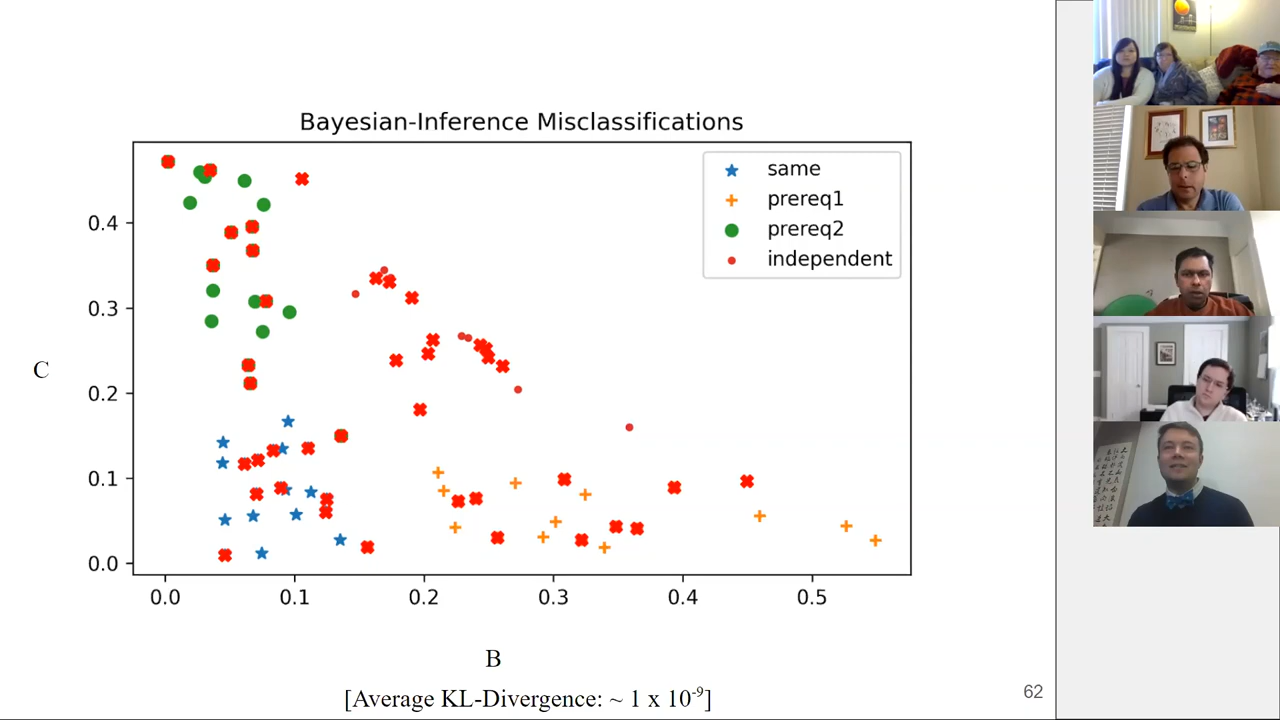 Bayesian-Inference Misclassifications
same
prereq1
prereq2
independent
0.4
0.3
C
0.2
0.1
0.0
0.0 0.1 0.2 0.3 0.4 0.5
B
[Average KL-Divergence: ~ 1 x 10⁻⁹]
62